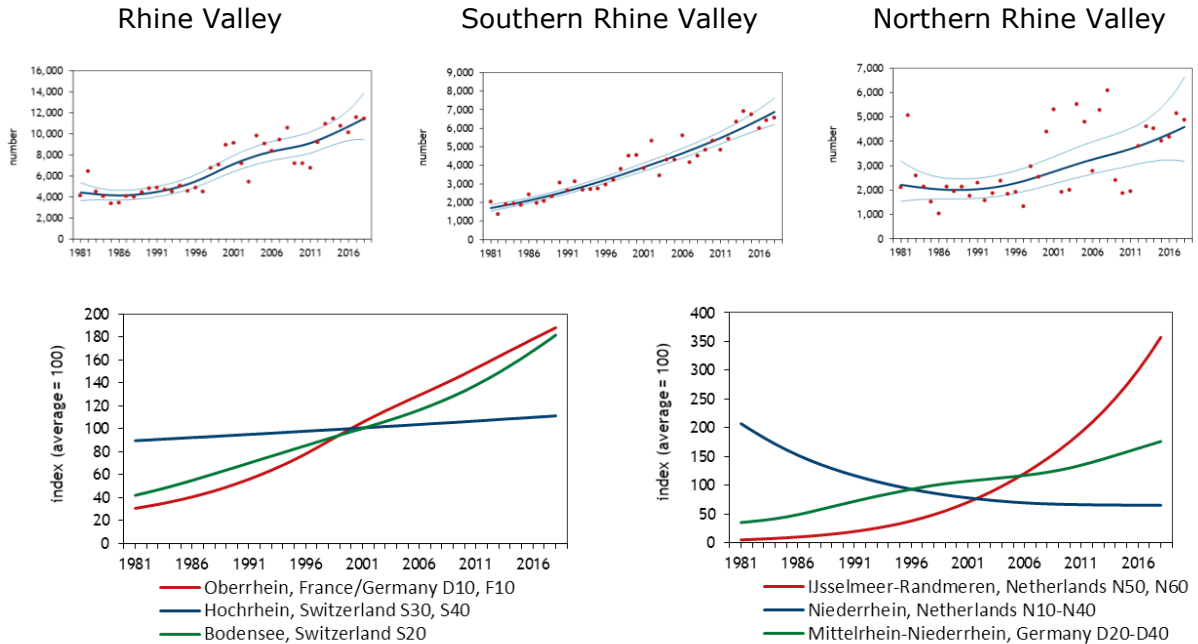 Rhine Valley
Southern Rhine Valley
Northern Rhine Valley
number
16,000
14,000
12,000
10,000
8,000
6,000
4,000
2,000
0
1981 1986 1991 1996 2001 2006 2011 2016
number
9,000
8,000
7,000
6,000
5,000
4,000
3,000
2,000
1,000
0
1981 1986 1991 1996 2001 2006 2011 2016
number
7,000
6,000
5,000
4,000
3,000
2,000
1,000
0
1981 1986 1991 1996 2001 2006 2011 2016
index (average = 100)
200
180
160
140
120
100
80
60
40
20
0
1981 1986 1991 1996 2001 2006 2011 2016
Oberrhein, France/Germany D10, F10
Hochrhein, Switzerland S30, S40
Bodensee, Switzerland S20
index (average = 100)
400
350
300
250
200
150
100
50
0
1981 1986 1991 1996 2001 2006 2011 2016
IJsselmeer-Randmeren, Netherlands N50, N60
Niederrhein, Netherlands N10-N40
Mittelrhein-Niederrhein, Germany D20-D40